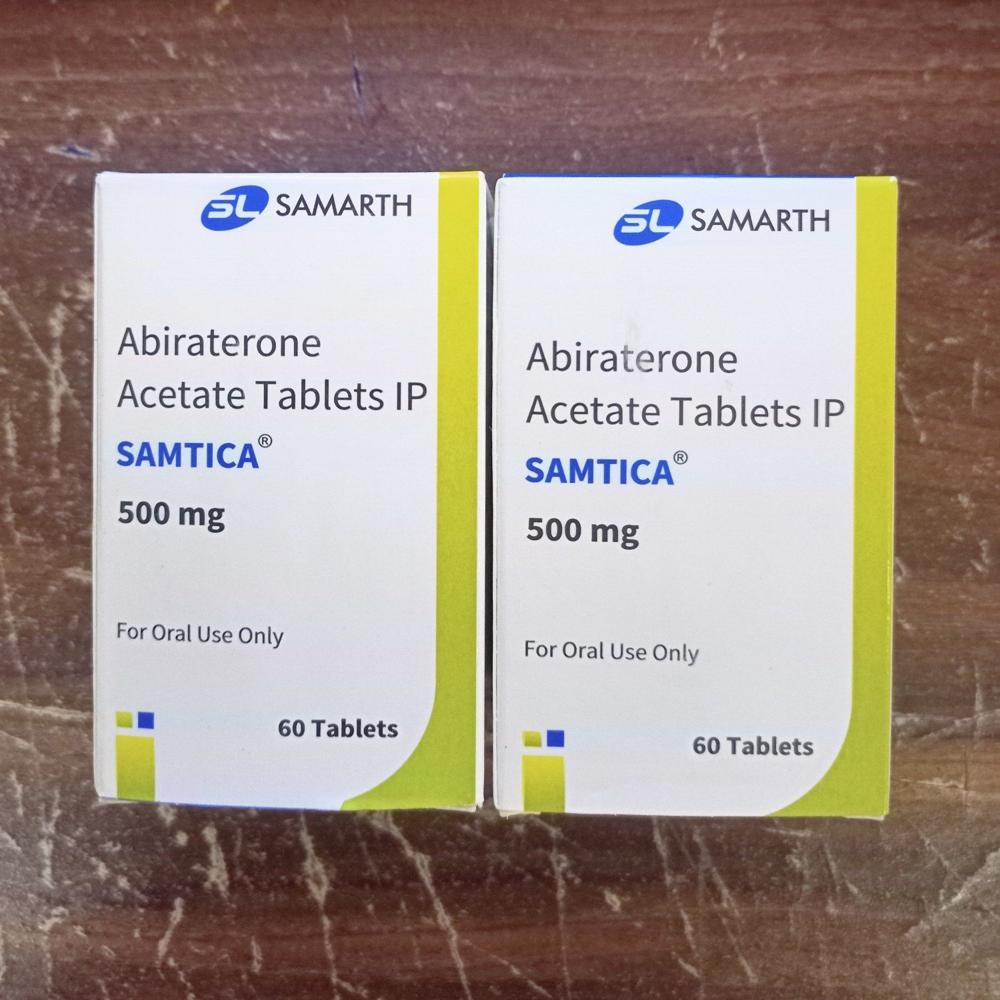 SL SAMARTH
Abiraterone
Acetate Tablets IP
SAMTICA®
500 mg
For Oral Use Only
60 Tablets
SL SAMARTH
Abiraterone
Acetate Tablets IP
SAMTICA®
500 mg
For Oral Use Only
60 Tablets